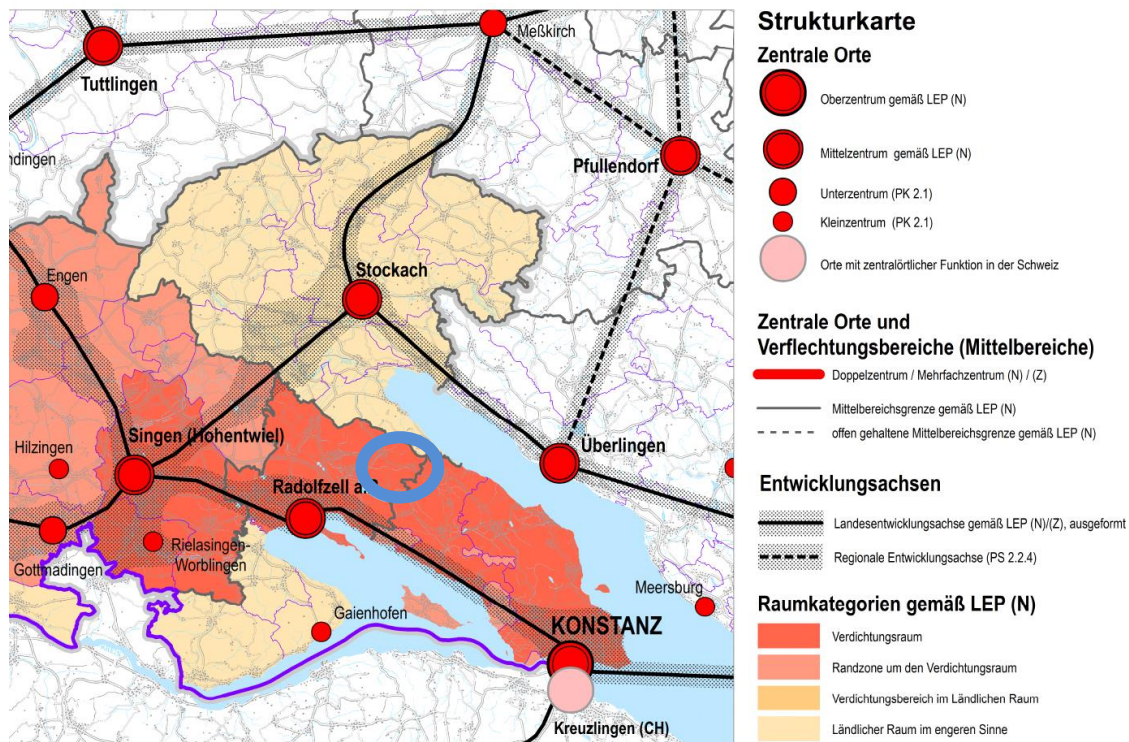 Meßkirch
Tuttlingen
ndingen
Pfullendorf
Stockach
Engen
Singen (Hohentwiel)
Überlingen
Hilzingen
Radolfzell a.
Rielasingen-
Worblingen
Gottmadingen
Meersburg
Gaienhofen
KONSTANZ
Kreuzlingen (CH)
Strukturkarte
Zentrale Orte
Oberzentrum gemäß LEP (N)
Mittelzentrum gemäß LEP (N)
Unterzentrum (PK 2.1)
Kleinzentrum (PK 2.1)
Orte mit zentralörtlicher Funktion in der Schweiz
Zentrale Orte und
Verflechtungsbereiche (Mittelbereiche)
Doppelzentrum / Mehrfachzentrum (N) / (Z)
Mittelbereichsgrenze gemäß LEP (N)
offen gehaltene Mittelbereichsgrenze gemäß LEP (N)
Entwicklungsachsen
Landesentwicklungsachse gemäß LEP (N)/(Z), ausgeformt
Regionale Entwicklungsachse (PS 2.2.4)
Raumkategorien gemäß LEP (N)
Verdichtungsraum
Randzone um den Verdichtungsraum
Verdichtungsbereich im Ländlichen Raum
Ländlicher Raum im engeren Sinne